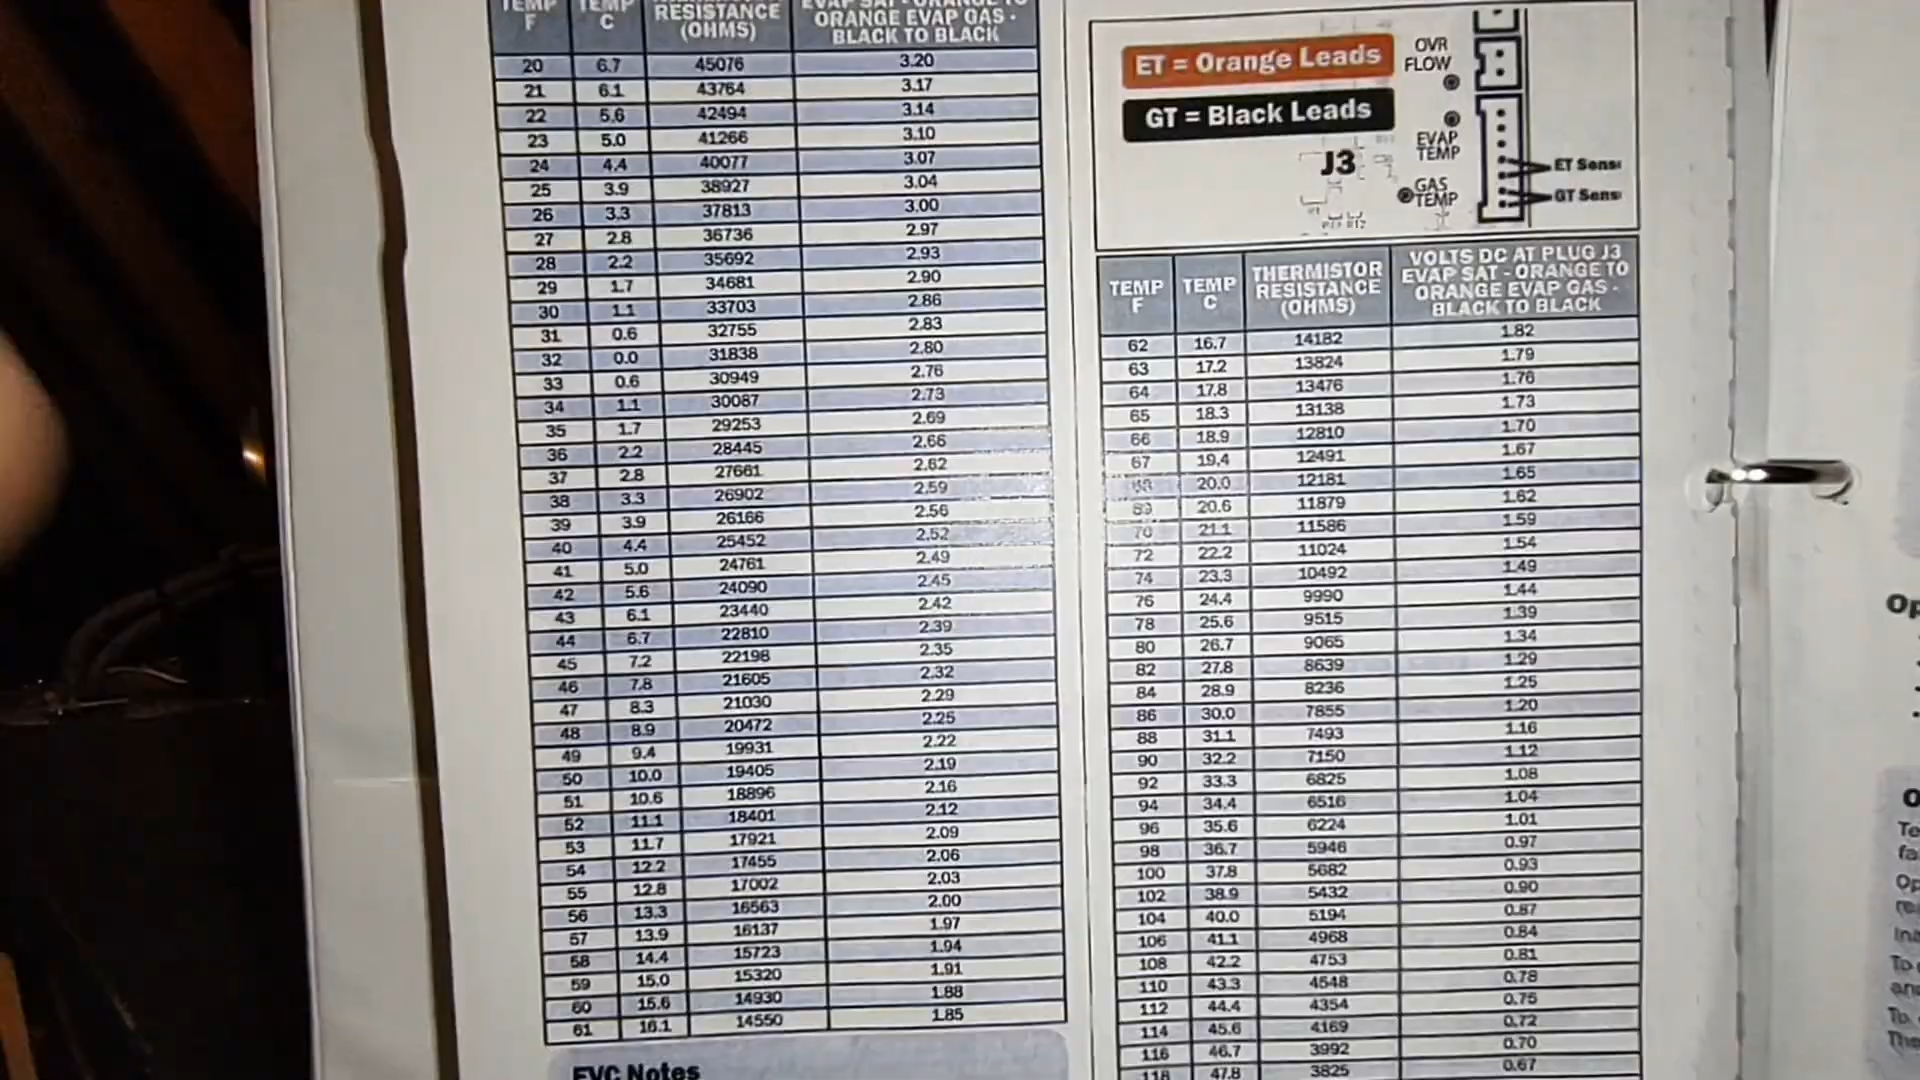 TEMP F TEMP C RESISTANCE (OHMS) ORANGE EVAP GAS - BLACK TO BLACK
20 6.7 45076 3.20
21 6.1 43764 3.17
22 5.6 42494 3.14
23 5.0 41266 3.10
24 4.4 40077 3.07
25 3.9 38927 3.04
26 3.3 37813 3.00
27 2.8 36736 2.97
28 2.2 35692 2.93
29 1.7 34681 2.90
30 1.1 33703 2.86
31 0.6 32755 2.83
32 0.0 31838 2.80
33 0.6 30949 2.76
34 1.1 30087 2.73
35 1.7 29253 2.69
36 2.2 28445 2.66
37 2.8 27661 2.62
38 3.3 26902 2.59
39 3.9 26166 2.56
40 4.4 25452 2.52
41 5.0 24761 2.49
42 5.6 24090 2.45
43 6.1 23440 2.42
44 6.7 22810 2.39
45 7.2 22198 2.35
46 7.8 21605 2.32
47 8.3 21030 2.29
48 8.9 20472 2.25
49 9.4 19931 2.22
50 10.0 19405 2.19
51 10.6 18896 2.16
52 11.1 18401 2.12
53 11.7 17921 2.09
54 12.2 17455 2.06
55 12.8 17002 2.03
56 13.3 16563 2.00
57 13.9 16137 1.97
58 14.4 15723 1.94
59 15.0 15320 1.91
60 15.6 14930 1.88
61 16.1 14550 1.85
EVC Notes
ET = Orange Leads
GT = Black Leads
J3
OVR
FLOW
EVAP
TEMP
GAS
TEMP
ET Sens
GT Sens
TEMP F TEMP C THERMISTOR RESISTANCE (OHMS) VOLTS DC AT PLUG J3 EVAP SAT - ORANGE TO ORANGE EVAP GAS - BLACK TO BLACK
62 16.7 14182 1.82
63 17.2 13824 1.79
64 17.8 13476 1.76
65 18.3 13138 1.73
66 18.9 12810 1.70
67 19.4 12491 1.67
20.0 12181 1.65
69 20.6 11879 1.62
70 21.1 11586 1.59
72 22.2 11024 1.54
74 23.3 10492 1.49
76 24.4 9990 1.44
78 25.6 9515 1.39
80 26.7 9065 1.34
82 27.8 8639 1.29
84 28.9 8236 1.25
86 30.0 7855 1.20
88 31.1 7493 1.16
90 32.2 7150 1.12
92 33.3 6825 1.08
94 34.4 6516 1.04
96 35.6 6224 1.01
98 36.7 5946 0.97
100 37.8 5682 0.93
102 38.9 5432 0.90
104 40.0 5194 0.87
106 41.1 4968 0.84
108 42.2 4753 0.81
110 43.3 4548 0.78
112 44.4 4354 0.75
114 45.6 4169 0.72
116 46.7 3992 0.70
118 47.8 3825 0.67